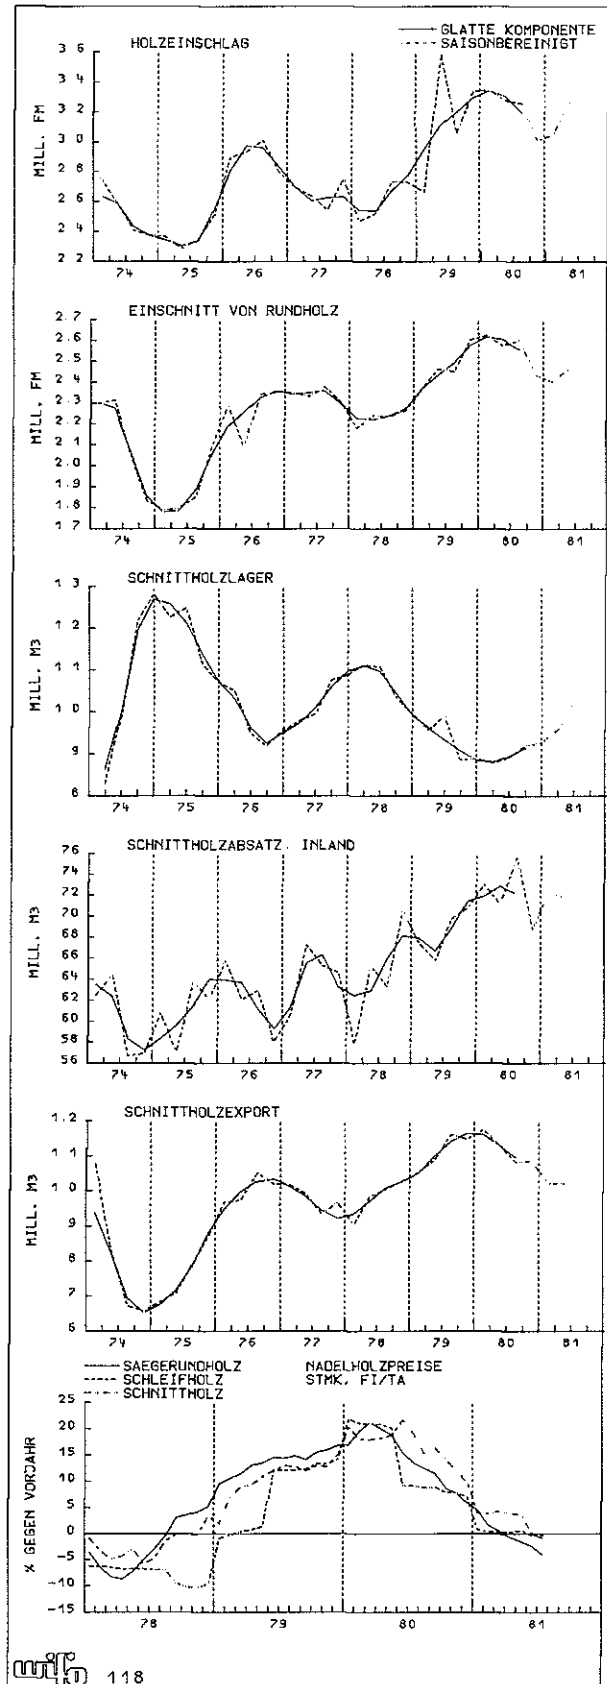 HOLZEINSCHLAG
GLATTE KOMPONENTE
SAISONBEREINIGT
MILL. FM
3 6
3 4
3 2
3 0
2 8
2 6
2 4
2 2
74 75 76 77 78 79 80 81
EINSCHNITT VON RUNDHOLZ
MILL. FM
2.7
2.6
2 5
2 4
2.3
2.2
2.1
2.0
1.9
1.8
1.7
74 75 76 77 78 79 80 81
SCHNITTHOLZLAGER
MILL. M3
1 3
1 2
1 1
1 0
9
8
74 75 76 77 78 79 80 81
SCHNITTHOLZABSATZ. INLAND
MILL. M3
76
74
72
70
68
66
64
62
60
58
56
74 75 76 77 78 79 80 81
SCHNITTHOLZEXPORT
MILL. M3
1.2
1.1
1 0
9
8
7
6
74 75 76 77 78 79 80 81
SAEGERUNDHOLZ
SCHLEIFHOLZ
SCHNITTHOLZ
NADELHOLZPREISE
STMK. FI/TA
% GEGEN VORJAHR
25
20
15
10
5
0
-5
-10
-15
78 79 80 81
wifo 118